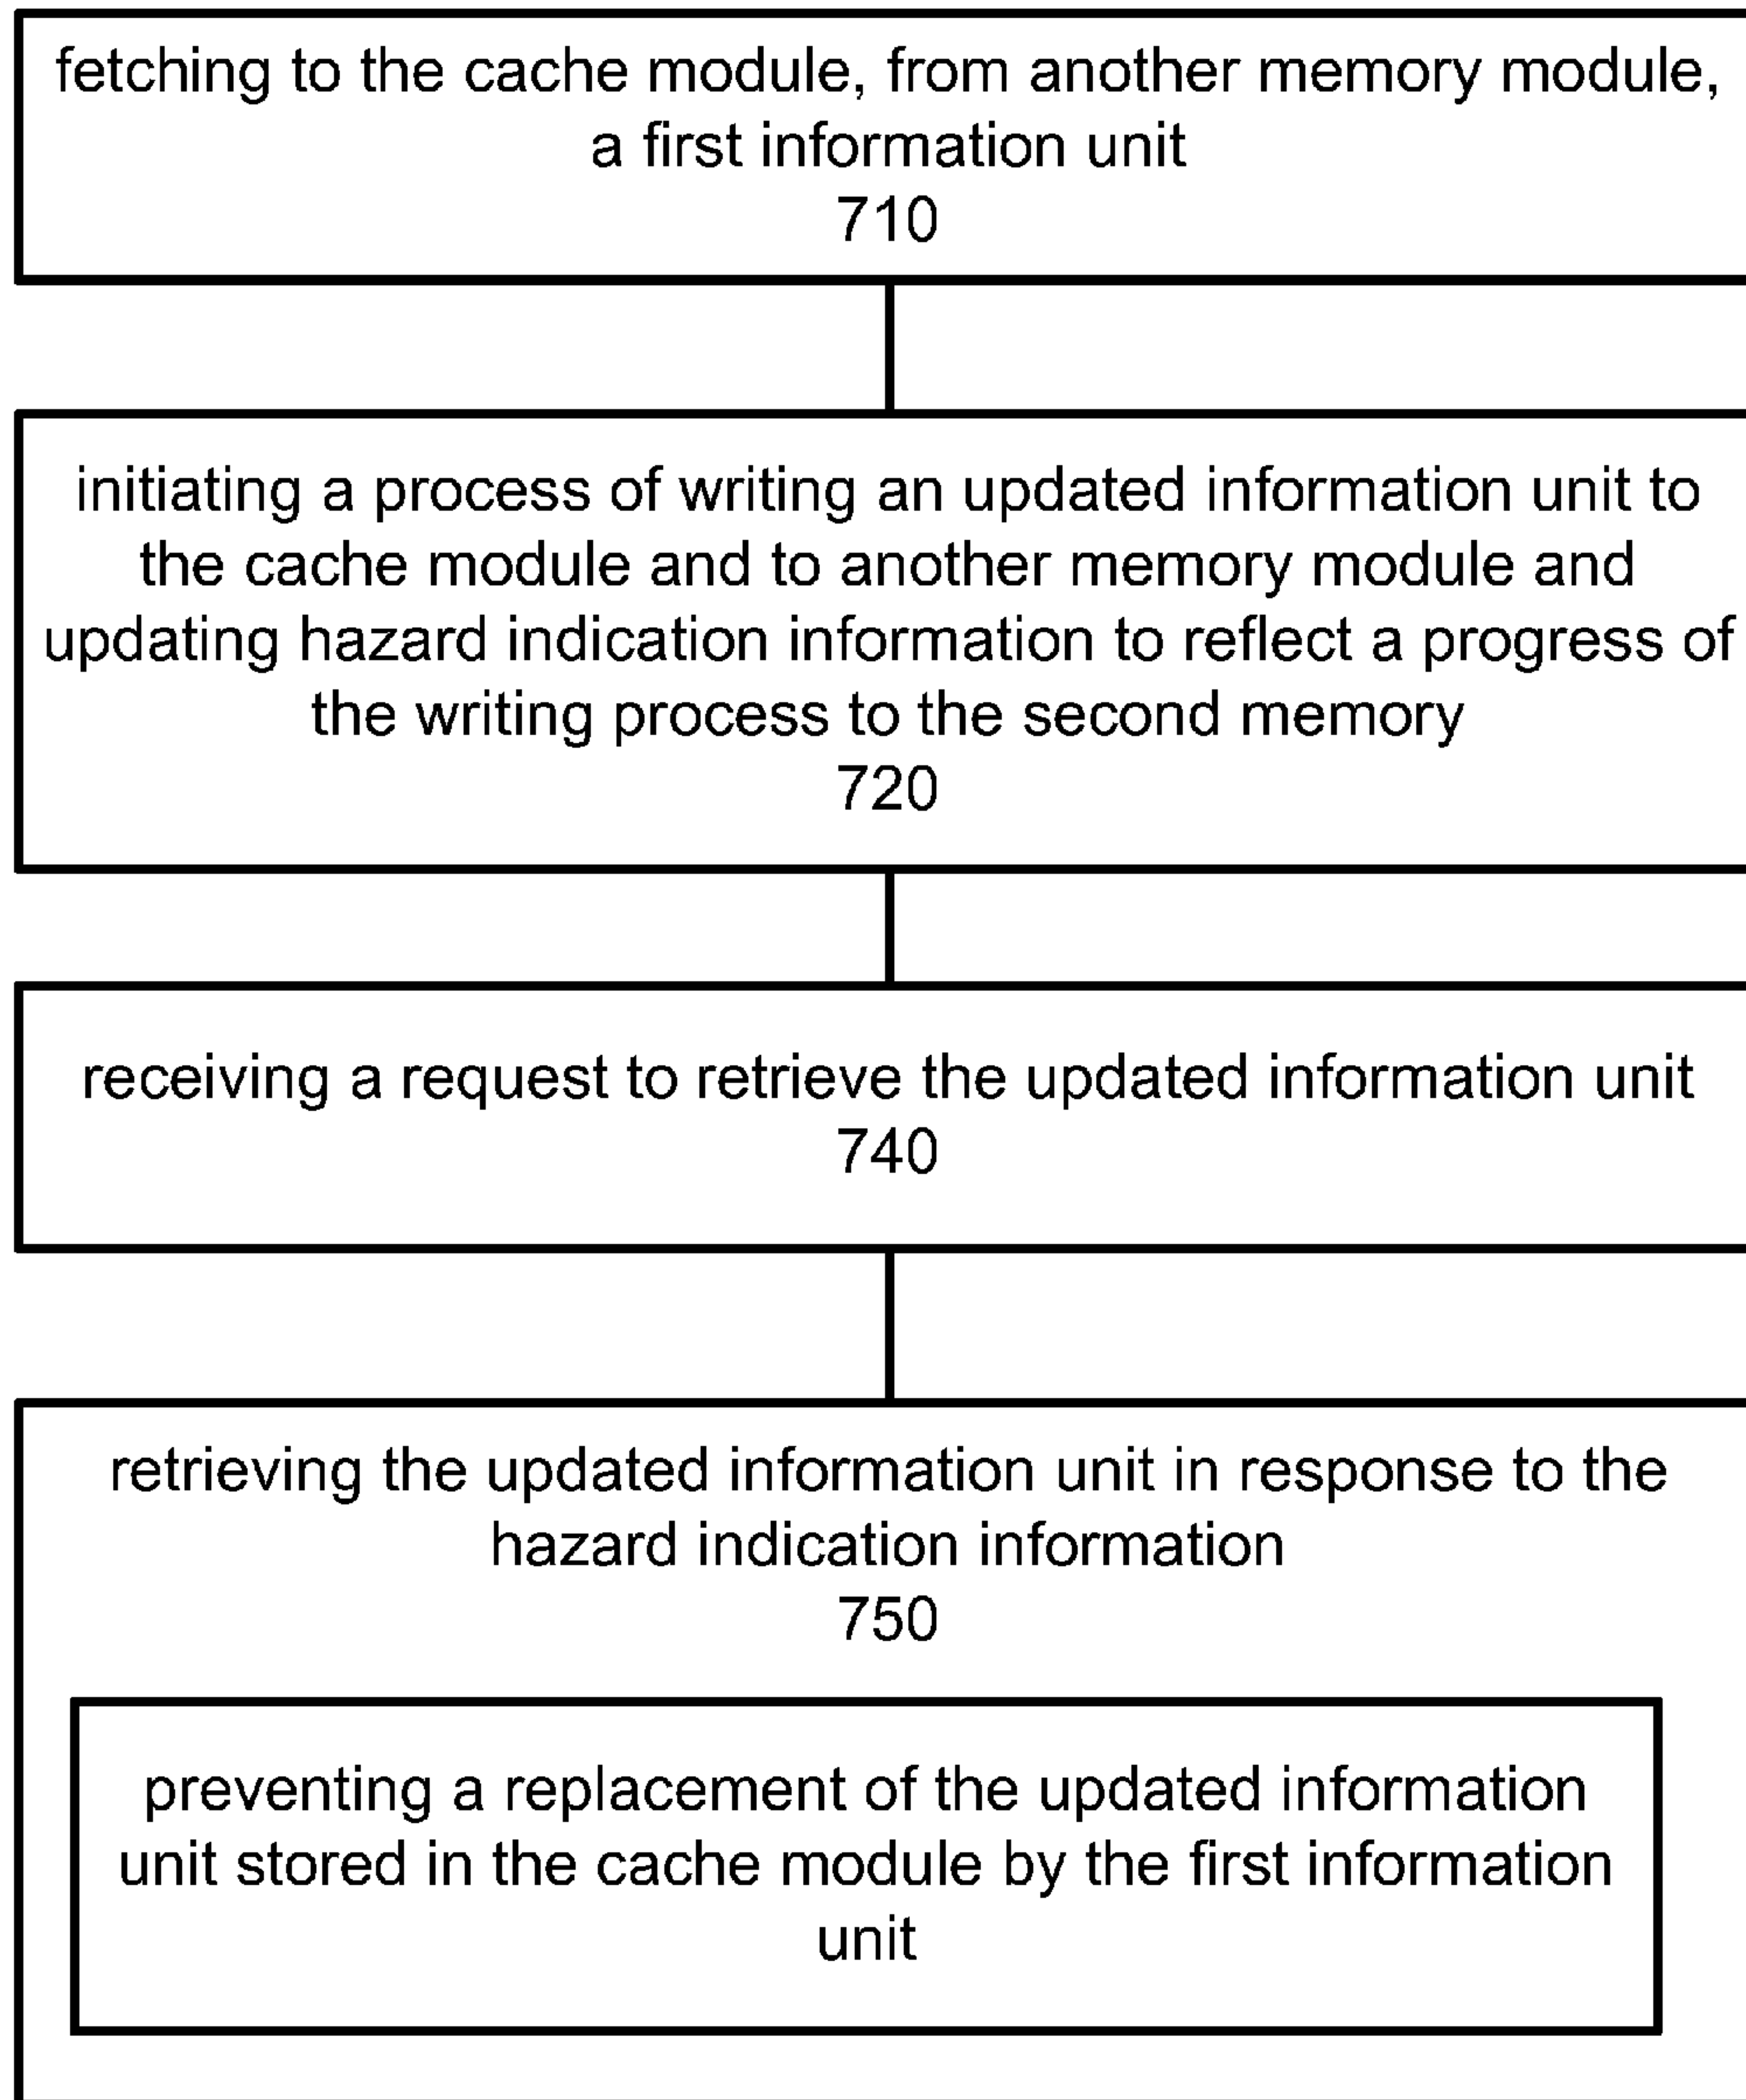 fetching to the cache module, from another memory module,
a first information unit
710
initiating a process of writing an updated information unit to
the cache module and to another memory module and
updating hazard indication information to reflect a progress of
the writing process to the second memory
720
receiving a request to retrieve the updated information unit
740
retrieving the updated information unit in response to the
hazard indication information
750
preventing a replacement of the updated information
unit stored in the cache module by the first information
unit